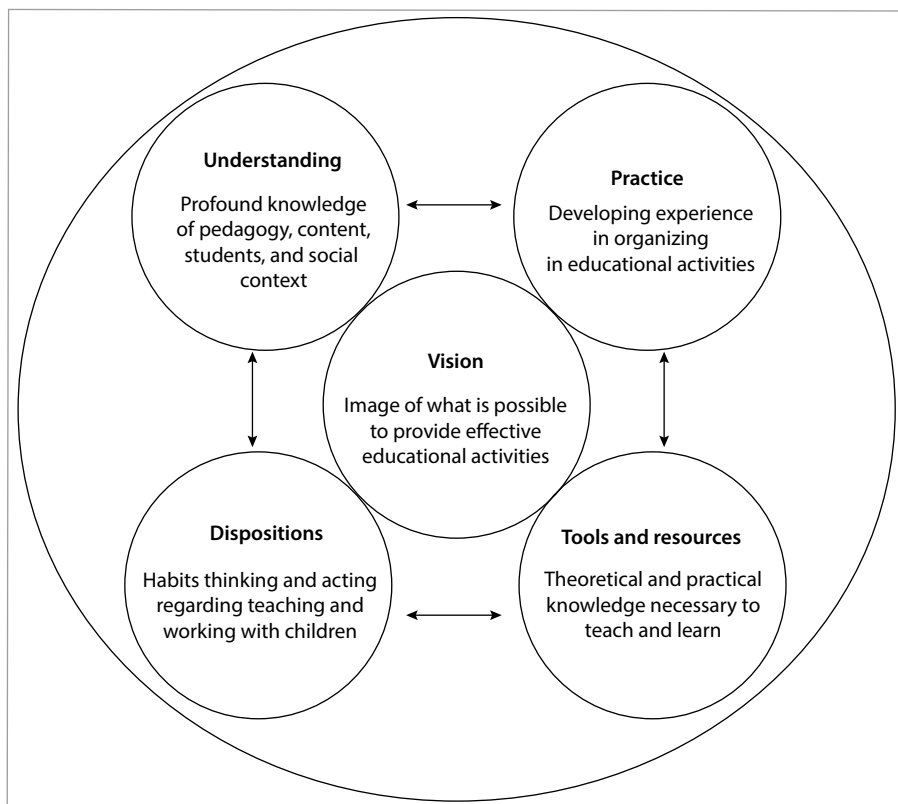 Understanding
Profound knowledge
of pedagogy, content,
students, and social
context
Practice
Developing experience
in organizing
in educational activities
Vision
Image of what is possible
to provide effective
educational activities
Dispositions
Habits thinking and acting
regarding teaching and
working with children
Tools and resources
Theoretical and practical
knowledge necessary to
teach and learn